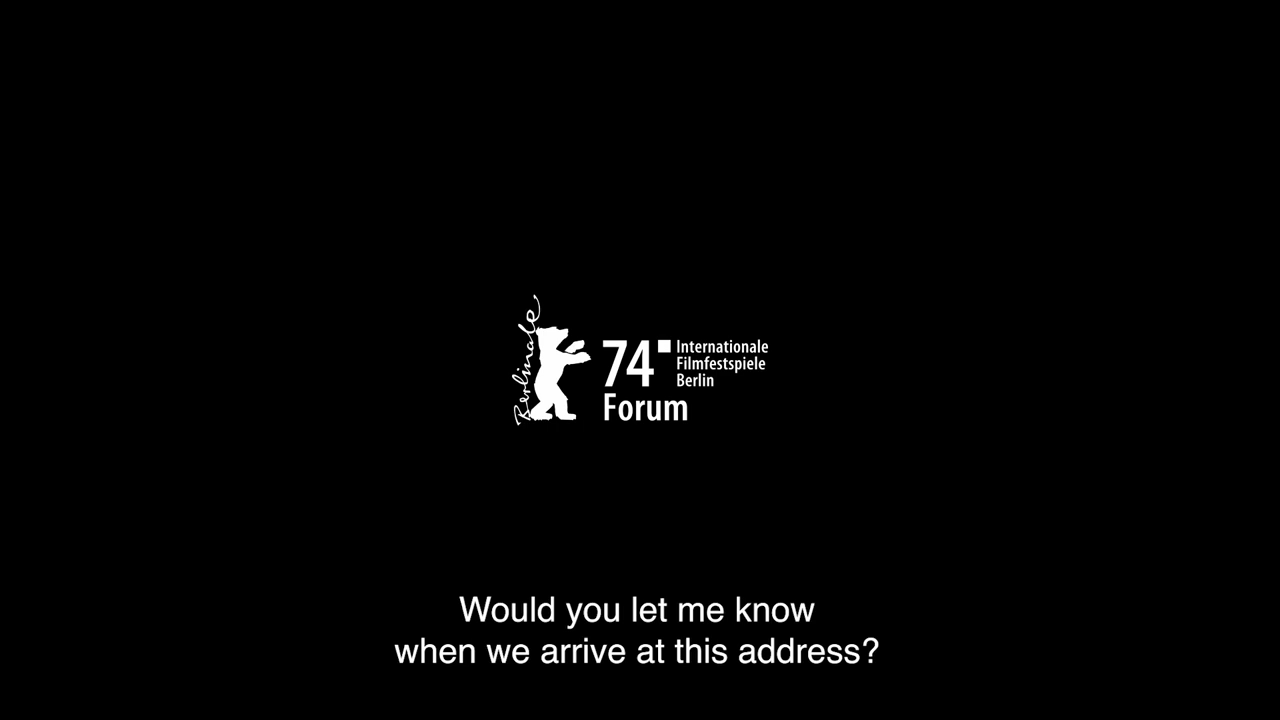 Berlinale
74
Internationale
Filmfestspiele
Berlin
Forum
Would you let me know
when we arrive at this address?